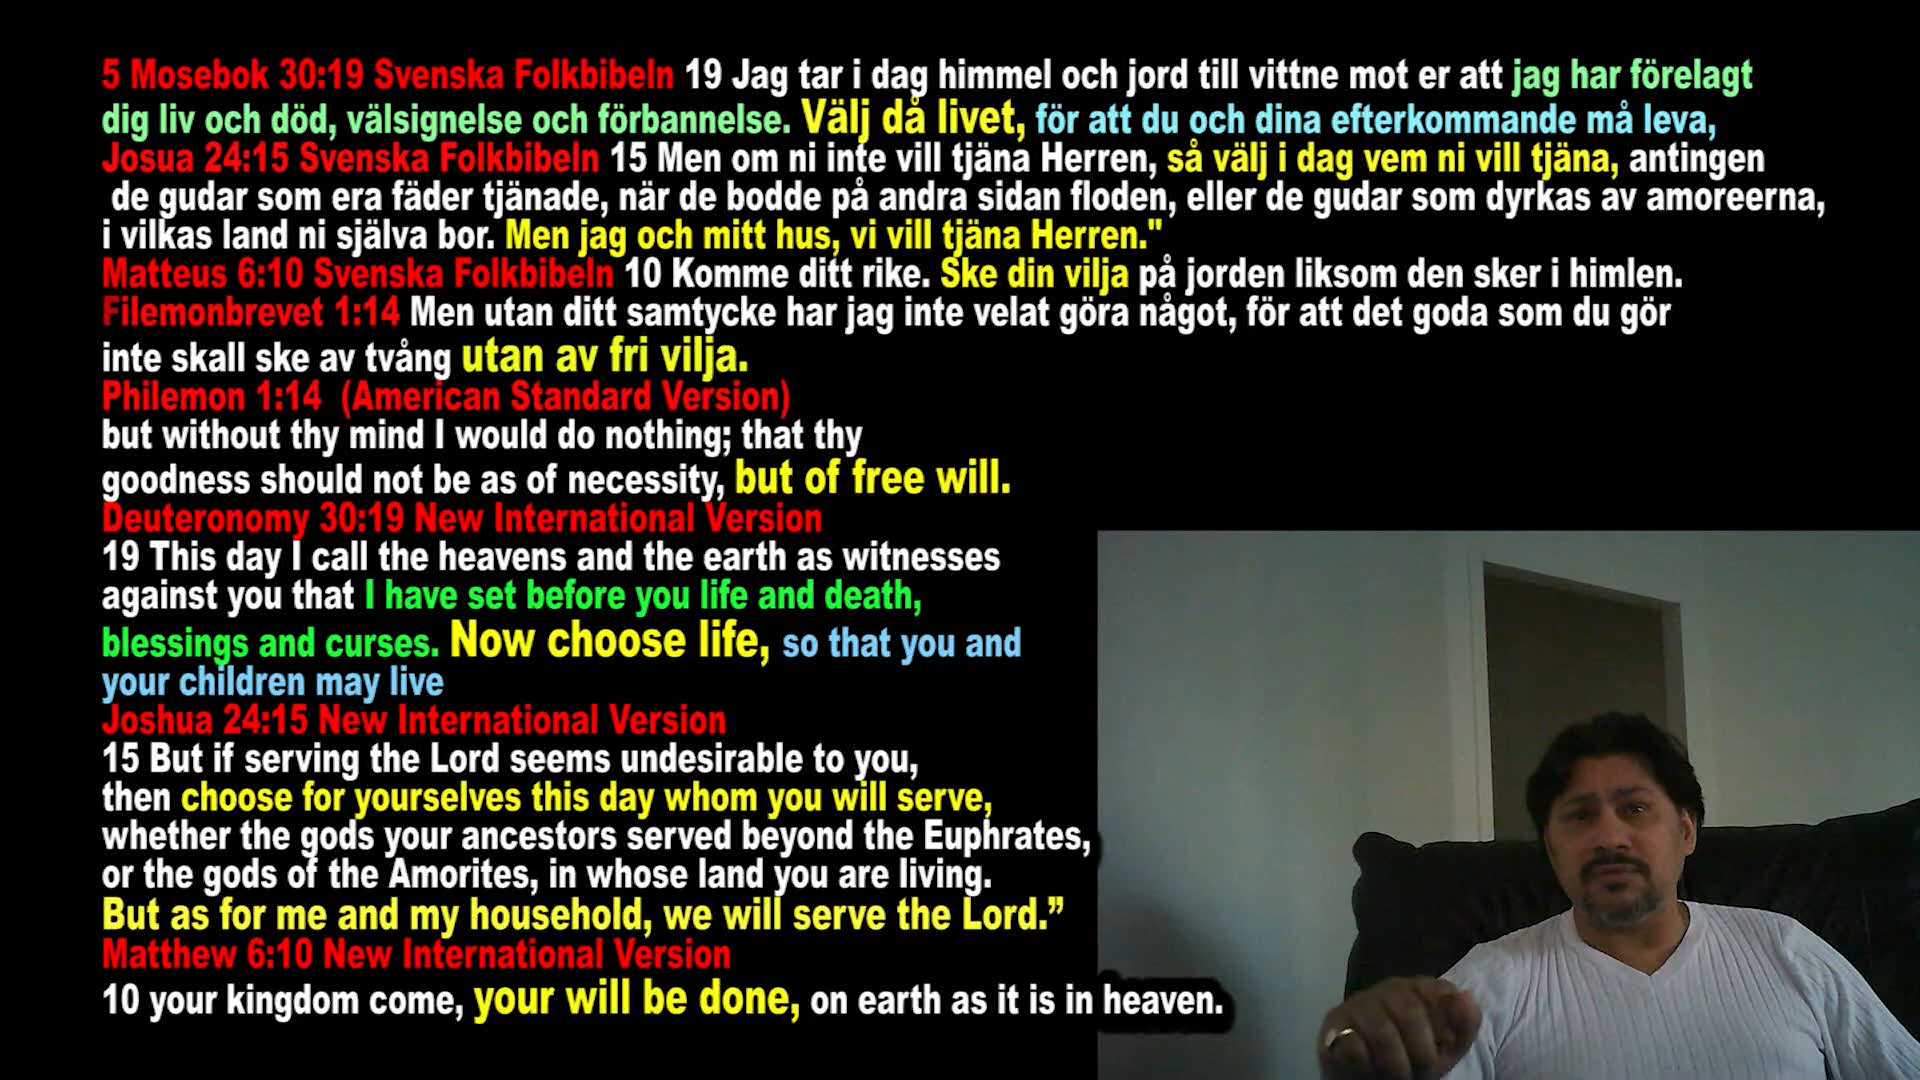 5 Mosebok 30:19 Svenska Folkbibeln 19 Jag tar i dag himmel och jord till vittne mot er att jag har förelagt
dig liv och död, välsignelse och förbannelse. Välj då livet, för att du och dina efterkommande må leva,
Josua 24:15 Svenska Folkbibeln 15 Men om ni inte vill tjäna Herren, så välj i dag vem ni vill tjäna, antingen
de gudar som era fäder tjänade, när de bodde på andra sidan floden, eller de gudar som dyrkas av amoreerna,
i vilkas land ni själva bor. Men jag och mitt hus, vi vill tjäna Herren."
Matteus 6:10 Svenska Folkbibeln 10 Komme ditt rike. Ske din vilja på jorden liksom den sker i himlen.
Filemonbrevet 1:14 Men utan ditt samtycke har jag inte velat göra något, för att det goda som du gör
inte skall ske av tvång utan av fri vilja.
Philemon 1:14 (American Standard Version)
but without thy mind I would do nothing; that thy
goodness should not be as of necessity, but of free will.
Deuteronomy 30:19 New International Version
19 This day I call the heavens and the earth as witnesses
against you that I have set before you life and death,
blessings and curses. Now choose life, so that you and
your children may live
Joshua 24:15 New International Version
15 But if serving the Lord seems undesirable to you,
then choose for yourselves this day whom you will serve,
whether the gods your ancestors served beyond the Euphrates,
or the gods of the Amorites, in whose land you are living.
But as for me and my household, we will serve the Lord.”
Matthew 6:10 New International Version
10 your kingdom come, your will be done, on earth as it is in heaven.